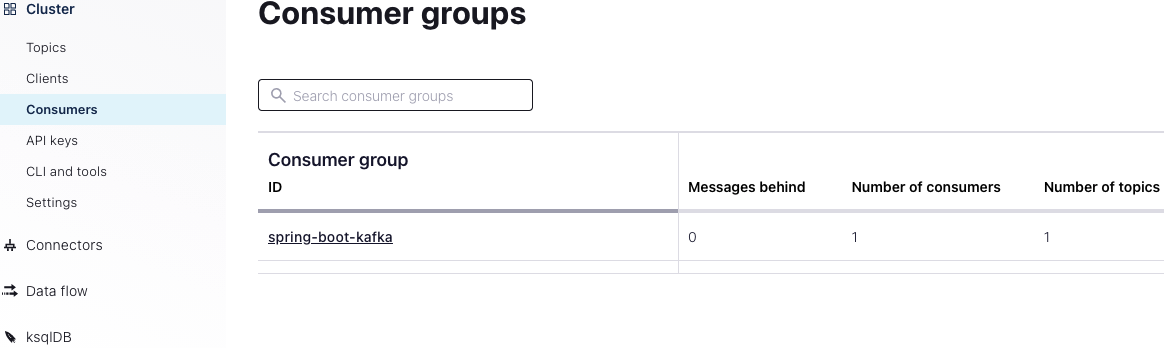 Cluster
Topics
Clients
Consumers
API keys
CLI and tools
Settings
Connectors
Data flow
ksqlDB
Consumer groups
Search consumer groups
Consumer group
ID Messages behind Number of consumers Number of topics
spring-boot-kafka 0 1 1